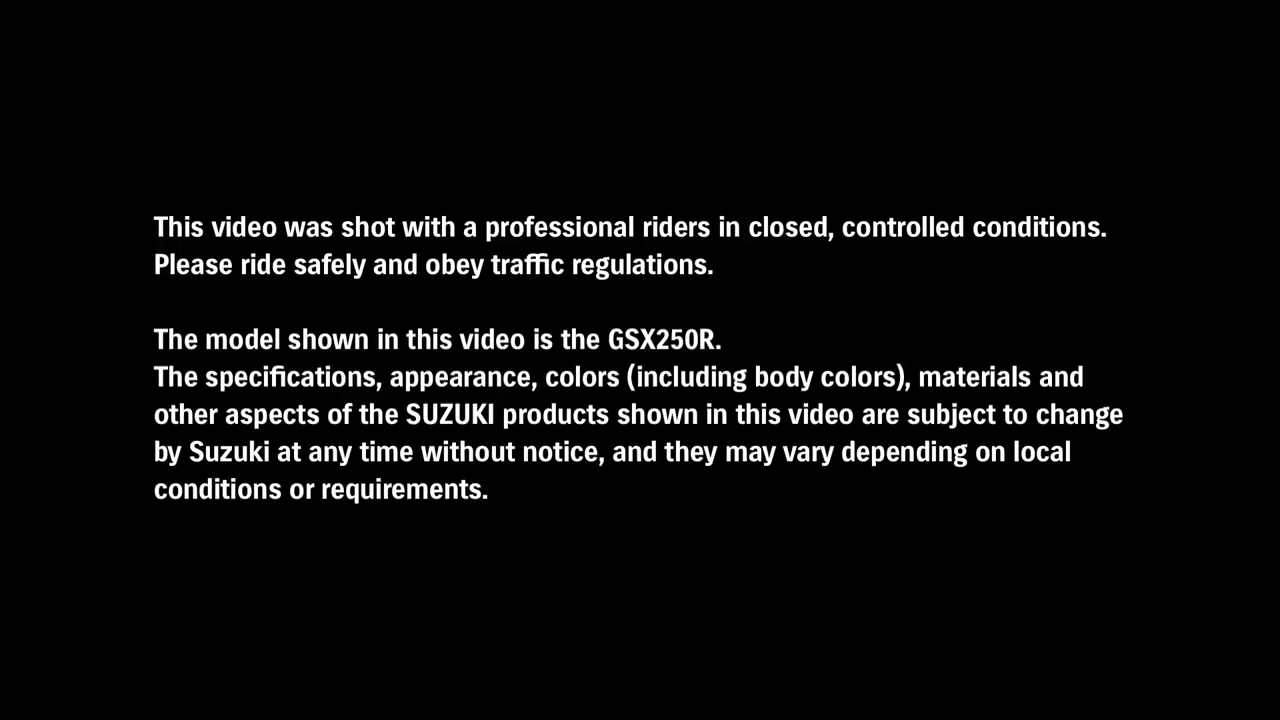 This video was shot with a professional riders in closed, controlled conditions.
Please ride safely and obey traffic regulations.
The model shown in this video is the GSX250R.
The specifications, appearance, colors (including body colors), materials and
other aspects of the SUZUKI products shown in this video are subject to change
by Suzuki at any time without notice, and they may vary depending on local
conditions or requirements.